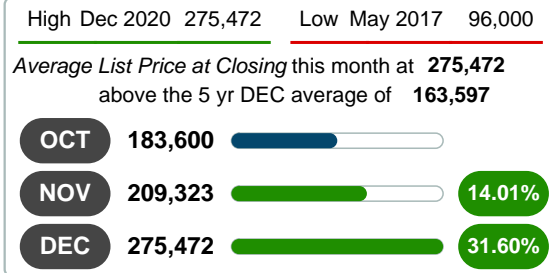 High Dec 2020 275,472 Low May 2017 96,000
Average List Price at Closing this month at 275,472
above the 5 yr DEC average of 163,597
OCT 183,600
NOV 209,323 14.01%
DEC 275,472 31.60%